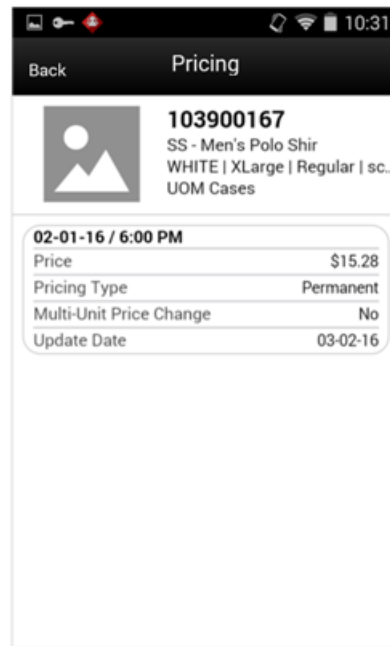 10:31
Back Pricing
103900167
SS - Men's Polo Shir
WHITE | XLarge | Regular | sc..
UOM Cases
02-01-16 / 6:00 PM
Price $15.28
Pricing Type Permanent
Multi-Unit Price Change No
Update Date 03-02-16